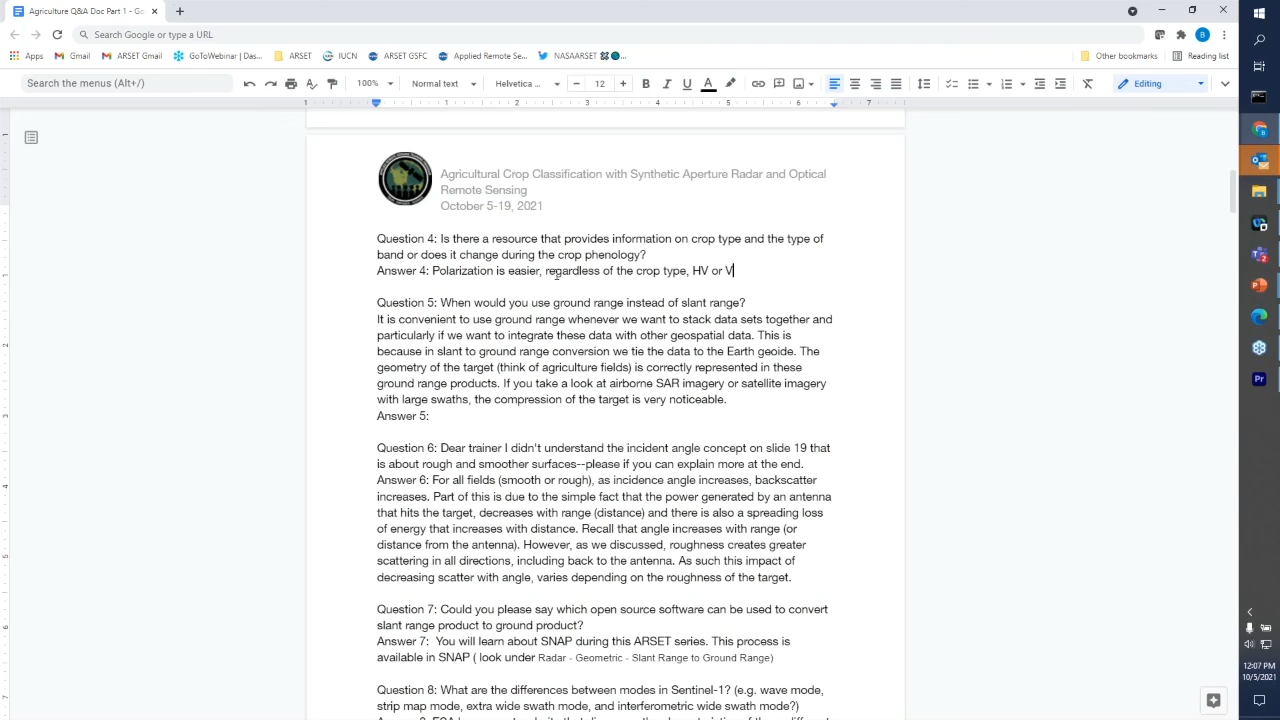 Agriculture Q&A Doc Part 1 - Go
Search Google or type a URL
Apps Gmail ARSET Gmail GoToWebinar | Das... ARSET IUCN ARSET GSFC Applied Remote Se... NASAARSET Other bookmarks Reading list
Search the menus (Alt+/) 100% Normal text Helvetica ... 12 B I U A Editing
1 2 3 4 5 6 7
Agricultural Crop Classification with Synthetic Aperture Radar and Optical
Remote Sensing
October 5-19, 2021
Question 4: Is there a resource that provides information on crop type and the type of
band or does it change during the crop phenology?
Answer 4: Polarization is easier, regardless of the crop type, HV or V
Question 5: When would you use ground range instead of slant range?
It is convenient to use ground range whenever we want to stack data sets together and
particularly if we want to integrate these data with other geospatial data. This is
because in slant to ground range conversion we tie the data to the Earth geoide. The
geometry of the target (think of agriculture fields) is correctly represented in these
ground range products. If you take a look at airborne SAR imagery or satellite imagery
with large swaths, the compression of the target is very noticeable.
Answer 5:
Question 6: Dear trainer I didn't understand the incident angle concept on slide 19 that
is about rough and smoother surfaces--please if you can explain more at the end.
Answer 6: For all fields (smooth or rough), as incidence angle increases, backscatter
increases. Part of this is due to the simple fact that the power generated by an antenna
that hits the target, decreases with range (distance) and there is also a spreading loss
of energy that increases with distance. Recall that angle increases with range (or
distance from the antenna). However, as we discussed, roughness creates greater
scattering in all directions, including back to the antenna. As such this impact of
decreasing scatter with angle, varies depending on the roughness of the target.
Question 7: Could you please say which open source software can be used to convert
slant range product to ground product?
Answer 7: You will learn about SNAP during this ARSET series. This process is
available in SNAP ( look under Radar - Geometric - Slant Range to Ground Range)
Question 8: What are the differences between modes in Sentinel-1? (e.g. wave mode,
strip map mode, extra wide swath mode, and interferometric wide swath mode?)
12:07 PM
10/5/2021